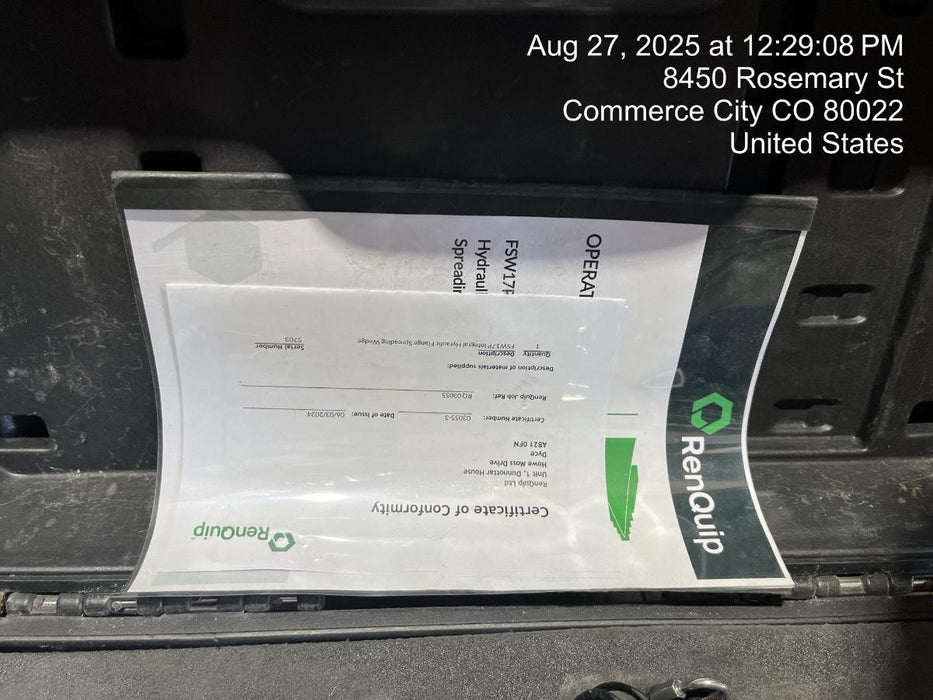 Aug 27, 2025 at 12:29:08 PM
8450 Rosemary St
Commerce City CO 80022
United States
RenQuip
OPERAT
FSW17P
Hydrauli
Spreadin
RenQuip
Certificate of Conformity
RenQuip Ltd
Unit 1, Dunnottar House
Howe Moss Drive
Dyce
AB21 0FN
Certificate Number: 03055-3 Date of Issue: 06/03/2024
RenQuip Job Ref: RQ03055
Description of materials supplied:
Quantity Description Serial Number
1 FSW17P Integral Hyraulic Flange Spreading Wedge 5703